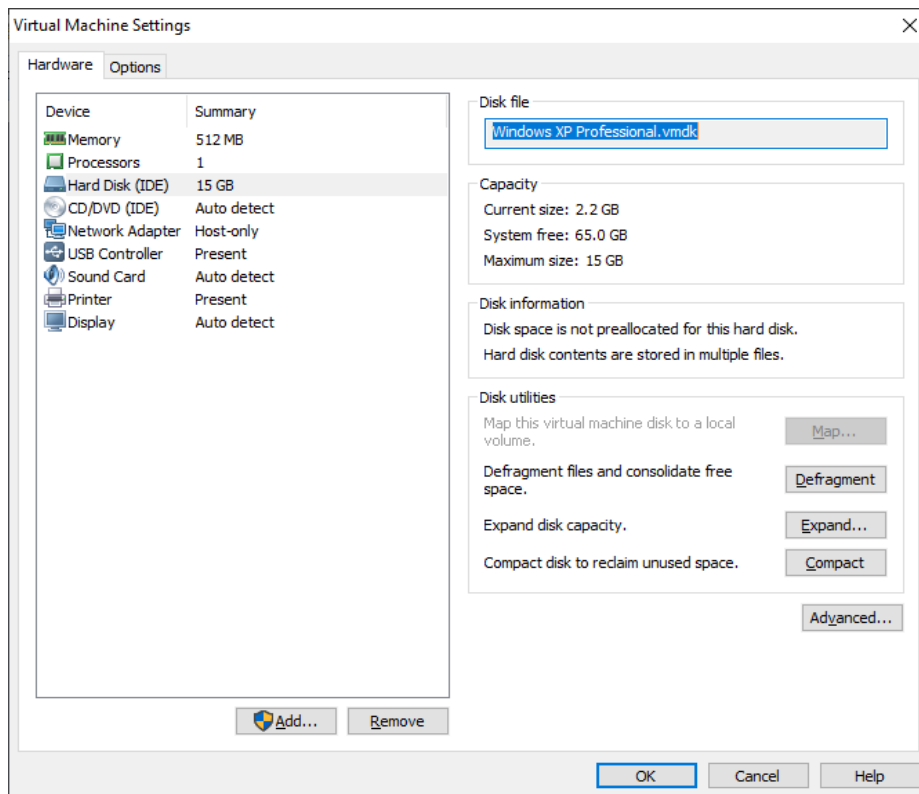 Virtual Machine Settings
Hardware
Options
Device Summary
Memory 512 MB
Processors 1
Hard Disk (IDE) 15 GB
CD/DVD (IDE) Auto detect
Network Adapter Host-only
USB Controller Present
Sound Card Auto detect
Printer Present
Display Auto detect
Add...
Remove
Disk file
Windows XP Professional.vmdk
Capacity
Current size: 2.2 GB
System free: 65.0 GB
Maximum size: 15 GB
Disk information
Disk space is not preallocated for this hard disk.
Hard disk contents are stored in multiple files.
Disk utilities
Map this virtual machine disk to a local
volume.
Map...
Defragment files and consolidate free
space.
Defragment
Expand disk capacity.
Expand...
Compact disk to reclaim unused space.
Compact
Advanced...
OK
Cancel
Help